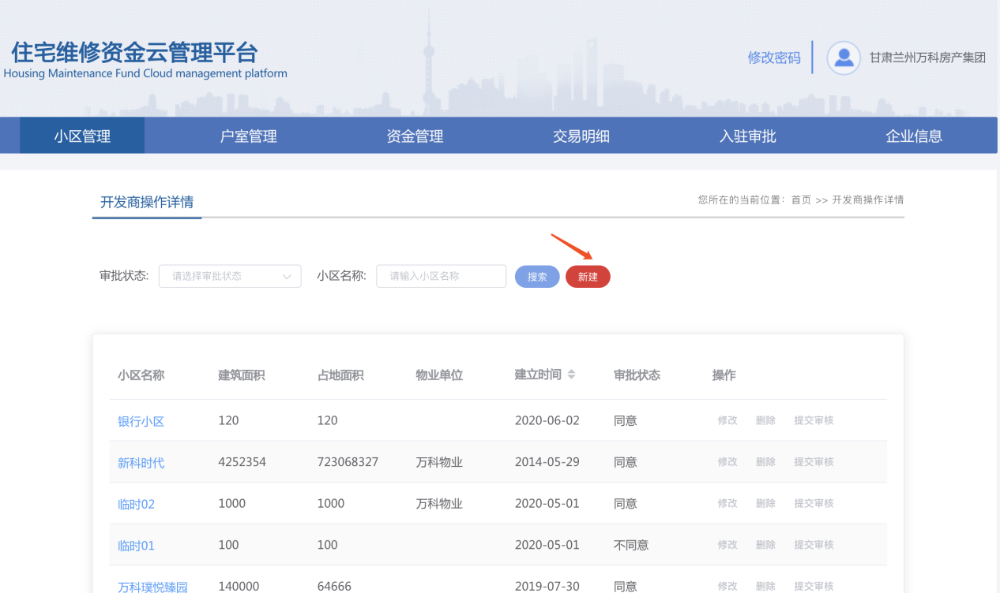 住宅维修资金云管理平台
Housing Maintenance Fund Cloud management platform
修改密码 甘肃兰州万科房产集团
小区管理 户室管理 资金管理 交易明细 入驻审批 企业信息
开发商操作详情 您所在的当前位置: 首页 >> 开发商操作详情
审批状态: 请选择审批状态 小区名称: 请输入小区名称 搜索 新建
小区名称 建筑面积 占地面积 物业单位 建立时间 审批状态 操作
银行小区 120 120 2020-06-02 同意 修改 删除 提交审核
新科时代 4252354 723068327 万科物业 2014-05-29 同意 修改 删除 提交审核
临时02 1000 1000 万科物业 2020-05-01 同意 修改 删除 提交审核
临时01 100 100 2020-05-01 不同意 修改 删除 提交审核
万科璞悦臻园 140000 64666 2019-07-30 同意 修改 删除 提交审核